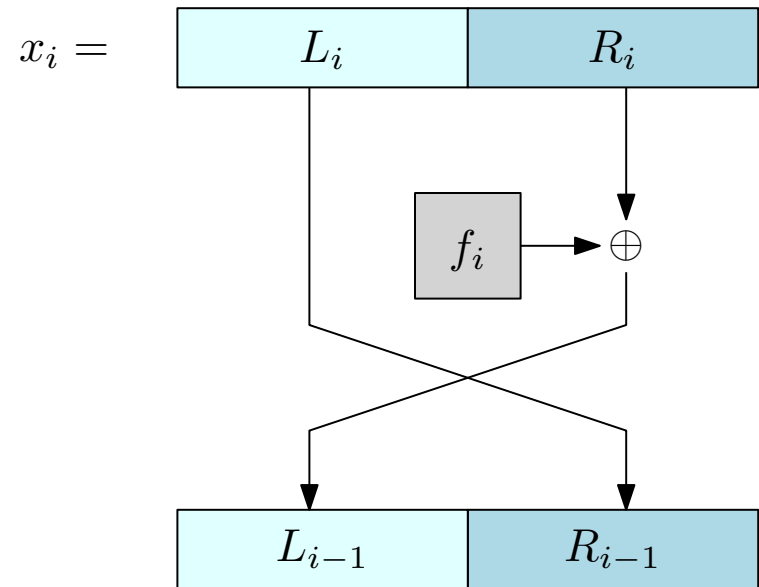 x_i = L_i R_i
f_i ⊕
L_{i-1} R_{i-1}